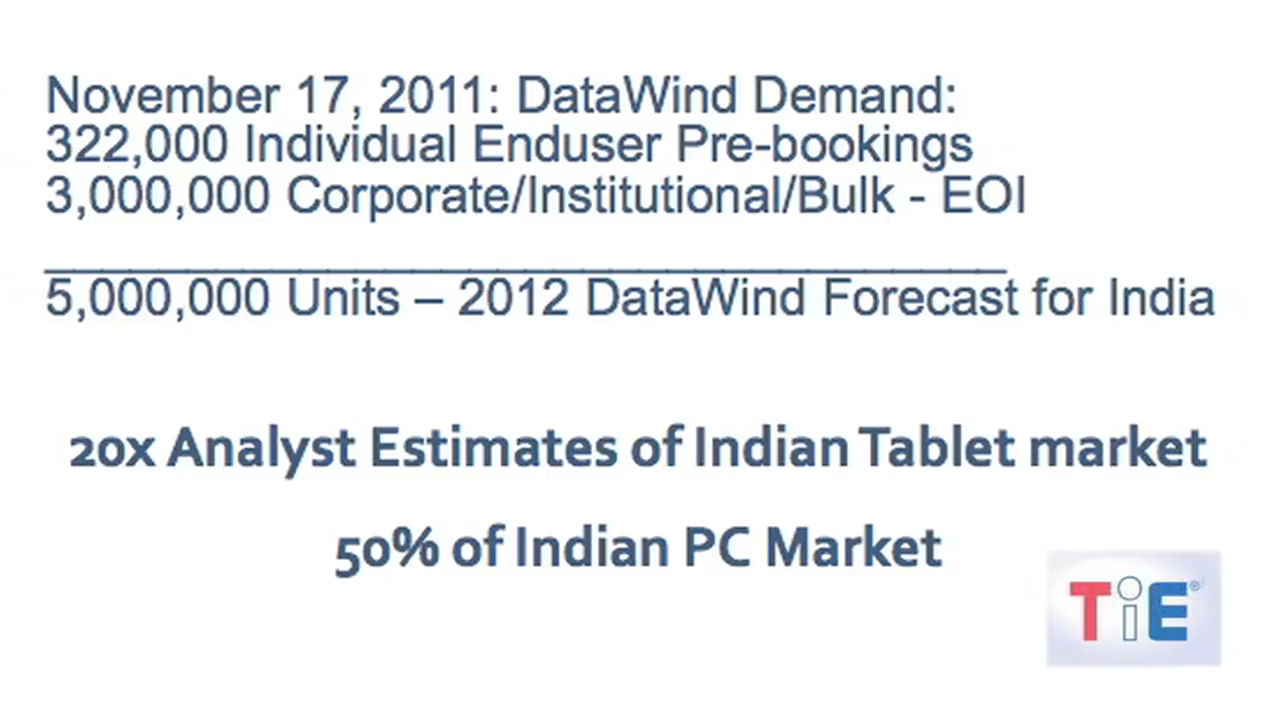 November 17, 2011: DataWind Demand:
322,000 Individual Enduser Pre-bookings
3,000,000 Corporate/Institutional/Bulk - EOI
5,000,000 Units – 2012 DataWind Forecast for India
20x Analyst Estimates of Indian Tablet market
50% of Indian PC Market
TiE®